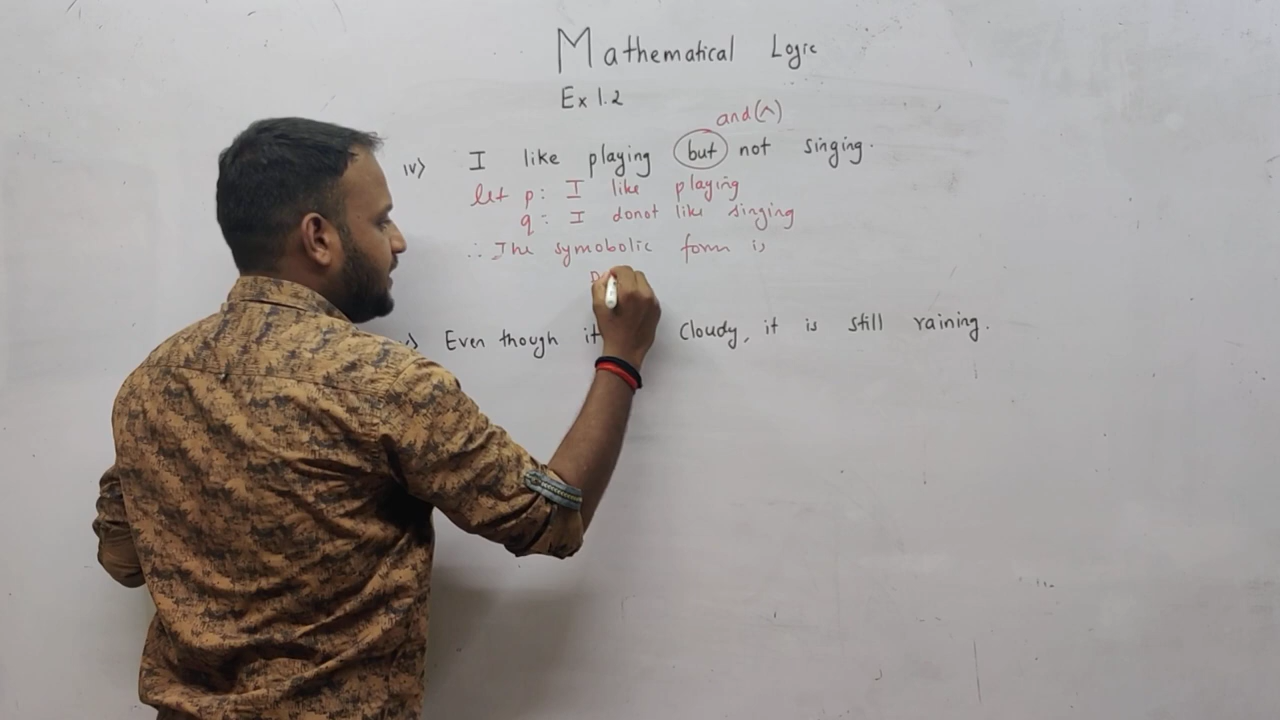 Mathematical Logic
Ex 1.2
and(^)
iv) I like playing but not singing.
let p: I like playing
q: I donot like singing
∴ The symobolic form is
p
Even though it cloudy, it is still raining.